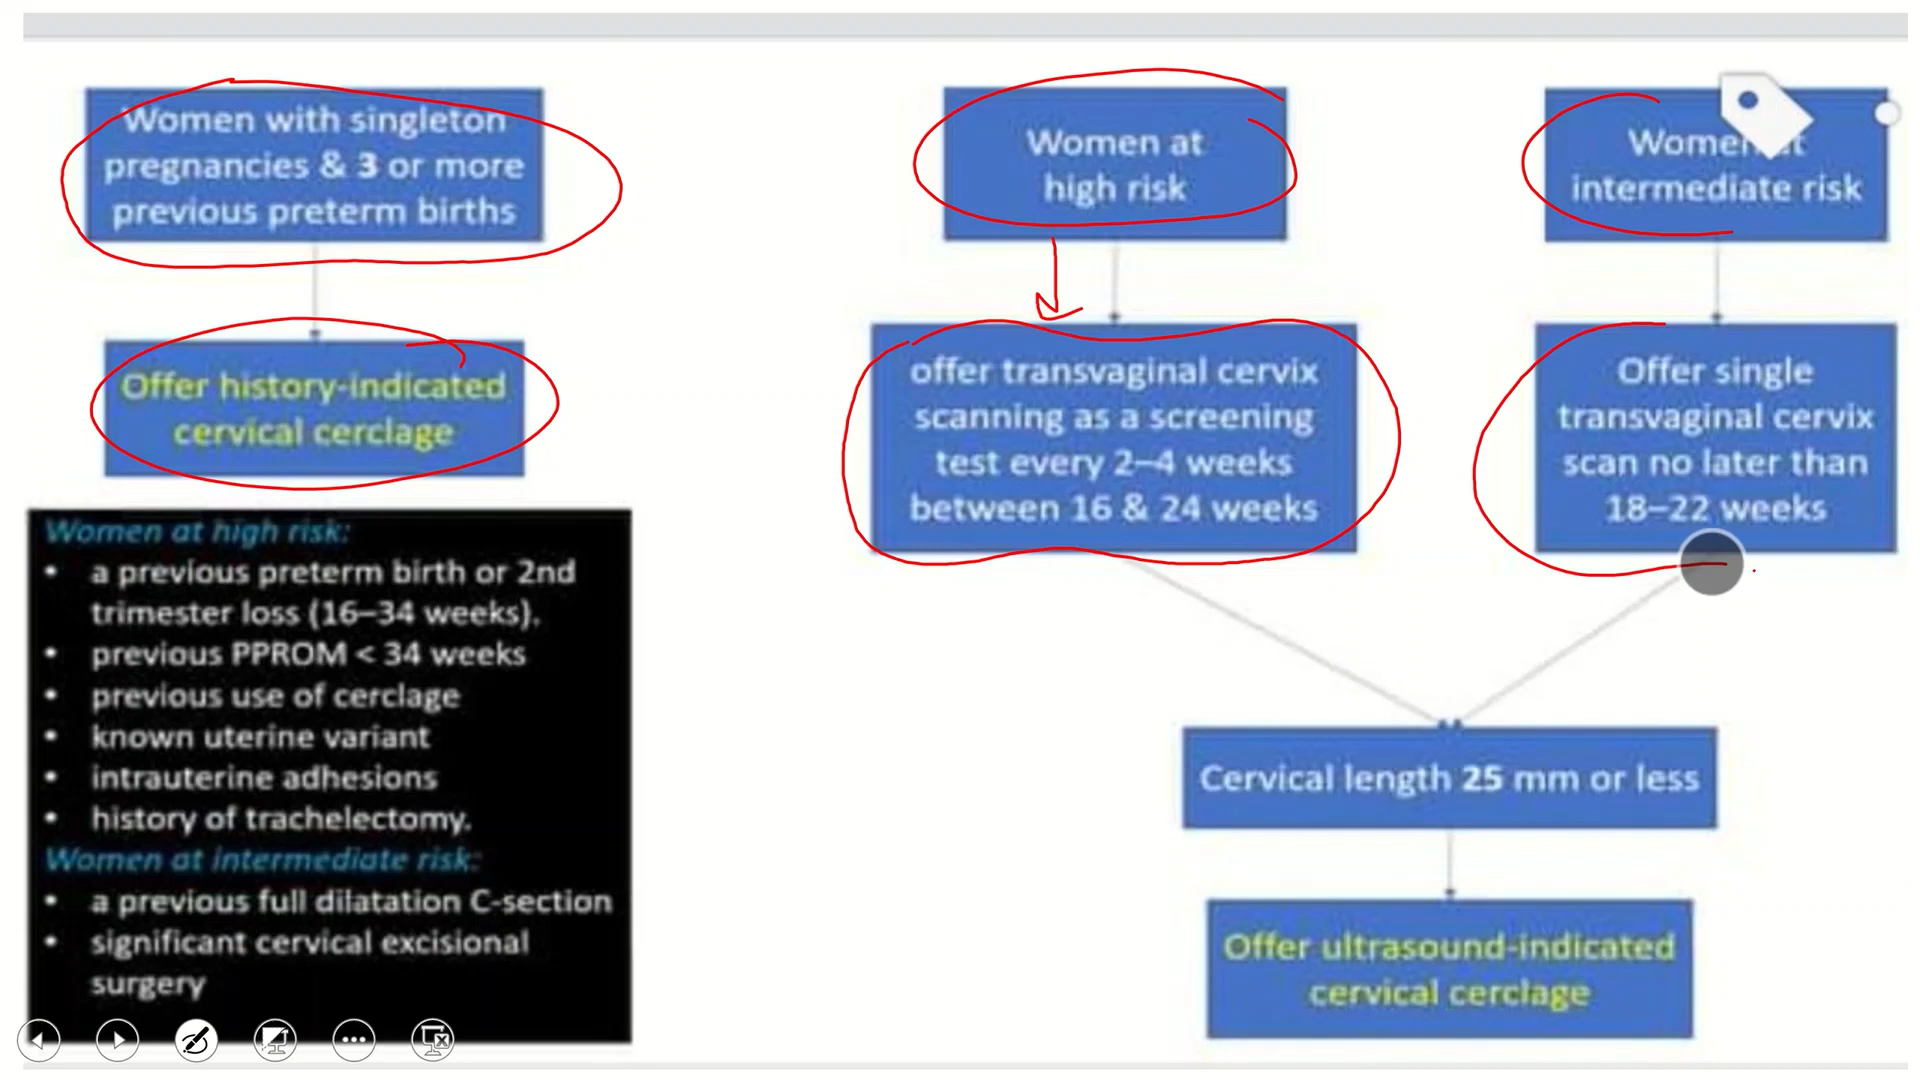 Women with singleton
pregnancies & 3 or more
previous preterm births
Offer history-indicated
cervical cerclage
Women at high risk:
• a previous preterm birth or 2nd
trimester loss (16–34 weeks).
• previous PPROM < 34 weeks
• previous use of cerclage
• known uterine variant
• intrauterine adhesions
• history of trachelectomy.
Women at intermediate risk:
• a previous full dilatation C-section
• significant cervical excisional
surgery
Women at
high risk
offer transvaginal cervix
scanning as a screening
test every 2–4 weeks
between 16 & 24 weeks
Women at
intermediate risk
Offer single
transvaginal cervix
scan no later than
18–22 weeks
Cervical length 25 mm or less
Offer ultrasound-indicated
cervical cerclage